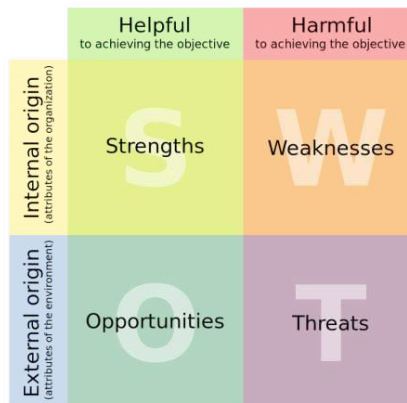 Helpful
to achieving the objective
Harmful
to achieving the objective
Internal origin
(attributes of the organization)
S
Strengths
W
Weaknesses
External origin
(attributes of the environment)
O
Opportunities
T
Threats